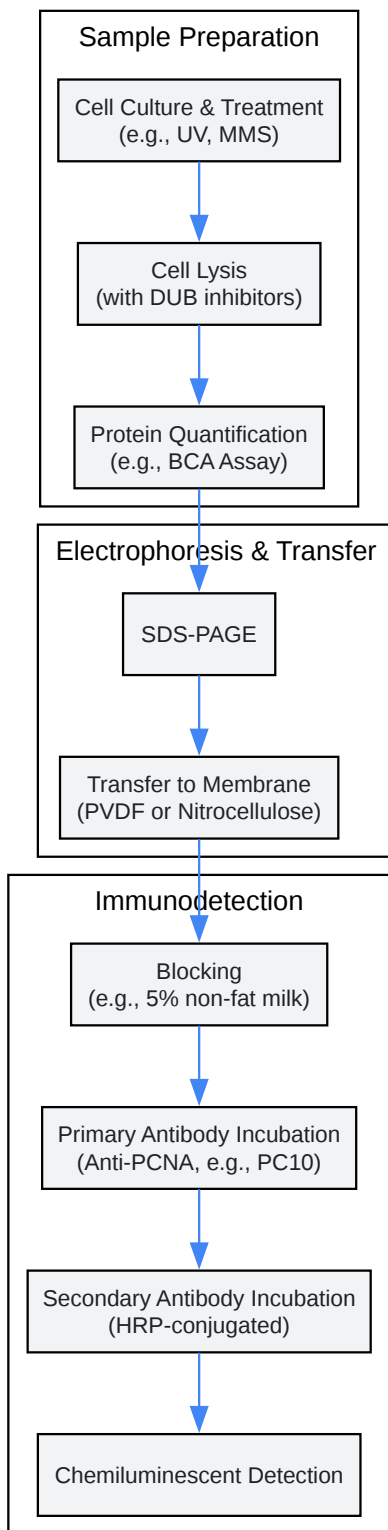 Sample Preparation
Cell Culture & Treatment
(e.g., UV, MMS)
Cell Lysis
(with DUB inhibitors)
Protein Quantification
(e.g., BCA Assay)
Electrophoresis & Transfer
SDS-PAGE
Transfer to Membrane
(PVDF or Nitrocellulose)
Immunodetection
Blocking
(e.g., 5% non-fat milk)
Primary Antibody Incubation
(Anti-PCNA, e.g., PC10)
Secondary Antibody Incubation
(HRP-conjugated)
Chemiluminescent Detection